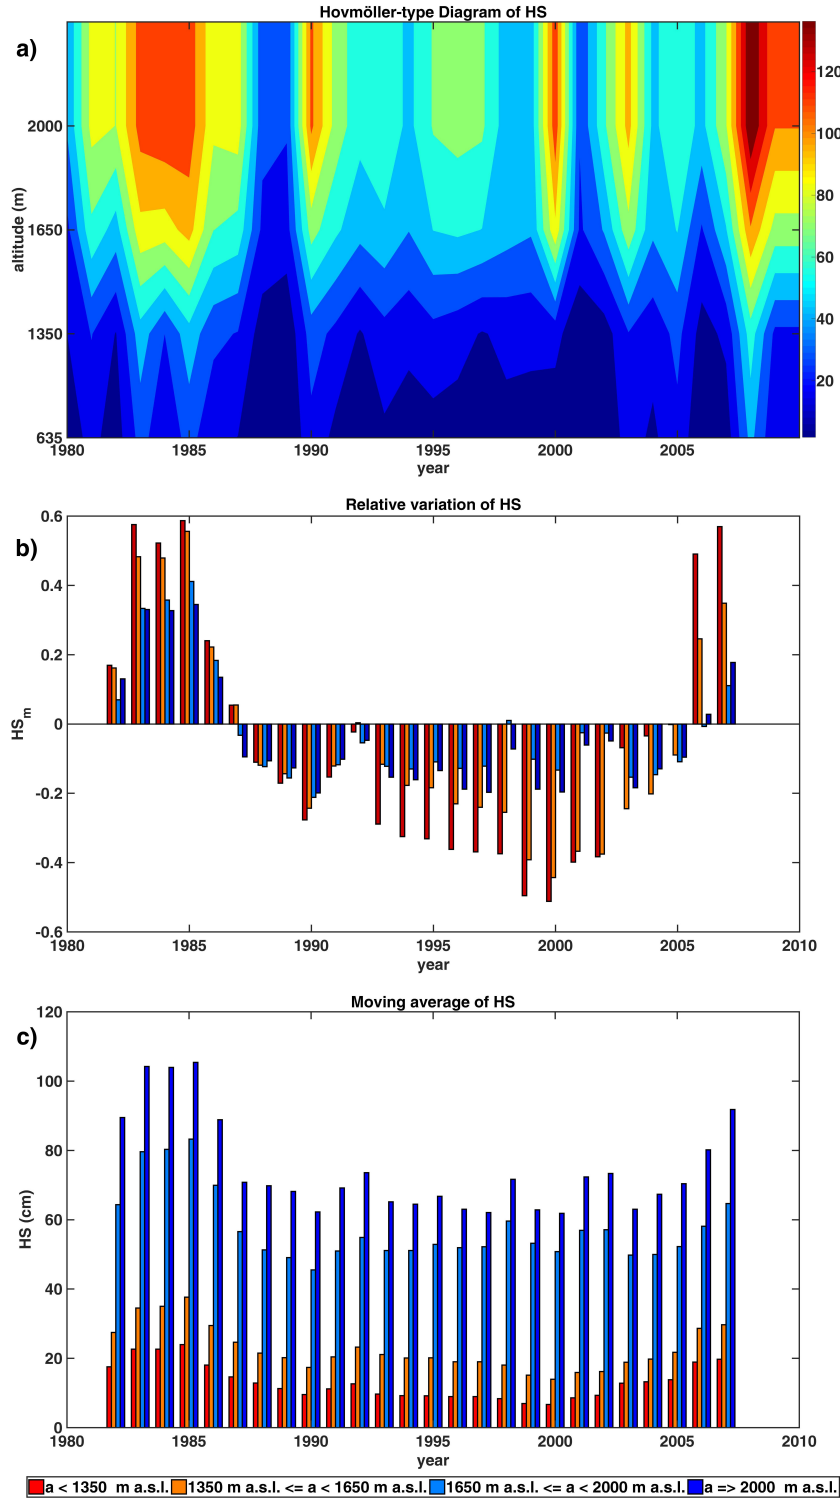 Hovmöller-type Diagram of HS
a)
altitude (m)
2000
1650
1350
635
120
100
80
60
40
20
1980 1985 1990 1995 2000 2005
year
Relative variation of HS
b)
HSm
0.6
0.4
0.2
0
-0.2
-0.4
-0.6
1980 1985 1990 1995 2000 2005 2010
year
Moving average of HS
c)
HS (cm)
120
100
80
60
40
20
0
1980 1985 1990 1995 2000 2005 2010
year
a < 1350 m a.s.l. 1350 m a.s.l. <= a < 1650 m a.s.l. 1650 m a.s.l. <= a < 2000 m a.s.l. a => 2000 m a.s.l.